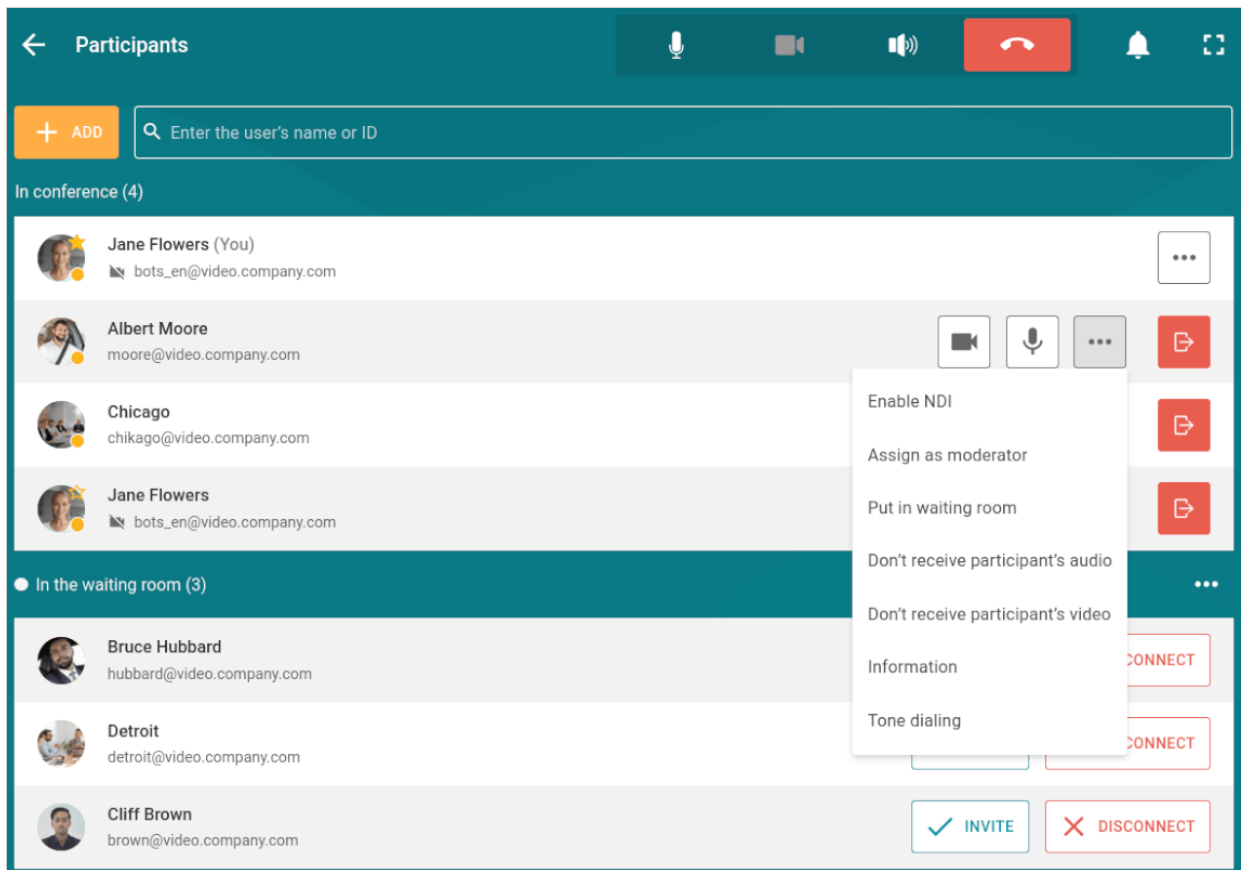 Participants
ADD
Enter the user's name or ID
In conference (4)
Jane Flowers (You)
bots_en@video.company.com
Albert Moore
moore@video.company.com
Chicago
chikago@video.company.com
Jane Flowers
bots_en@video.company.com
Enable NDI
Assign as moderator
Put in waiting room
Don't receive participant's audio
Don't receive participant's video
Information
Tone dialing
In the waiting room (3)
Bruce Hubbard
hubbard@video.company.com
CONNECT
Detroit
detroit@video.company.com
CONNECT
Cliff Brown
brown@video.company.com
INVITE
DISCONNECT